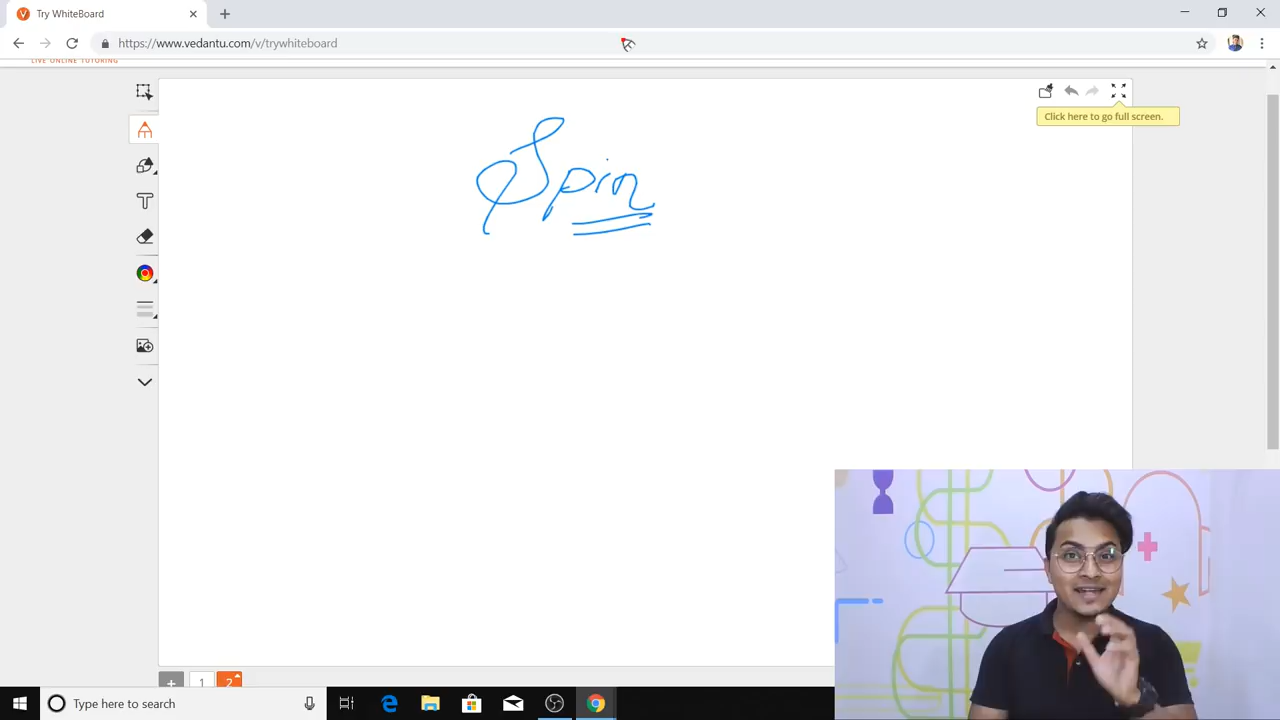 Try WhiteBoard
https://www.vedantu.com/v/trywhiteboard
LIVE ONLINE TUTORING
Click here to go full screen.
Spin
T
1 2
Type here to search